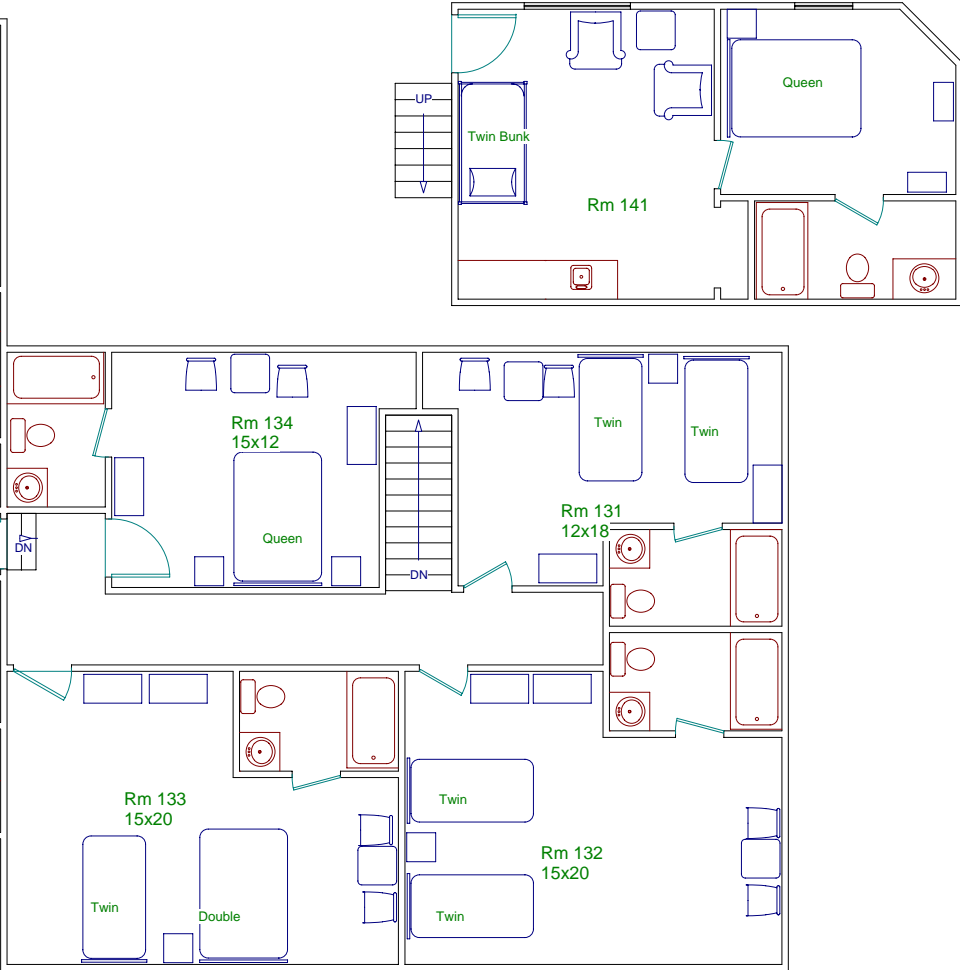 Queen
UP
Twin Bunk
Rm 141
Rm 134
15x12
Queen
DN
DN
Twin
Twin
Rm 131
12x18
Rm 133
15x20
Twin
Double
Twin
Rm 132
15x20
Twin